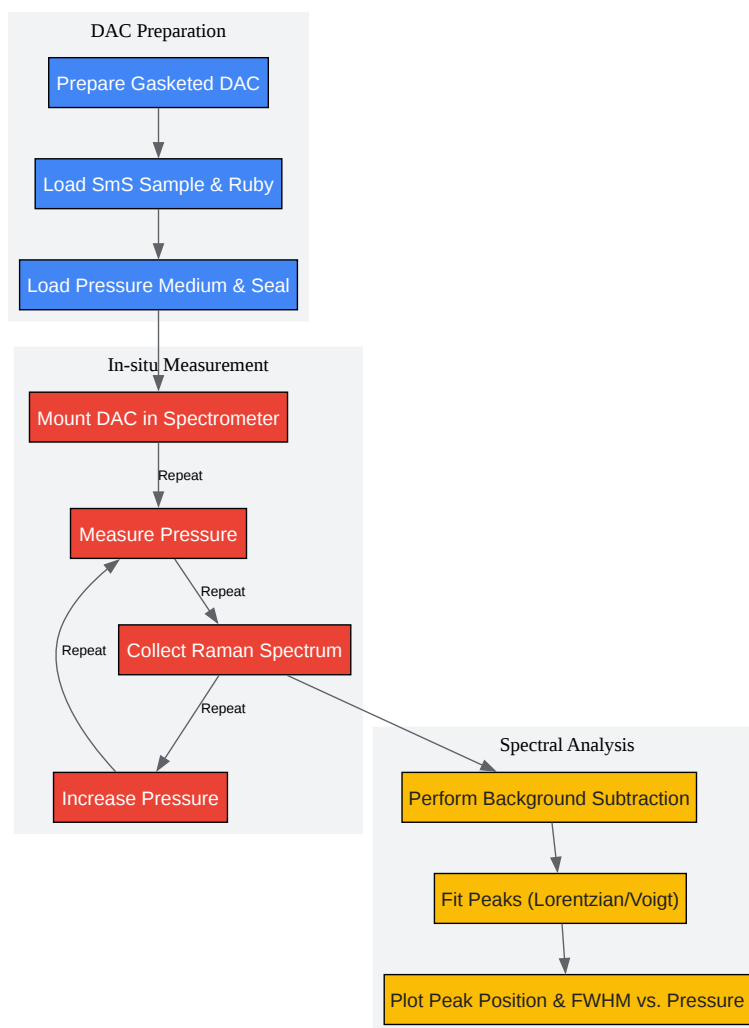 DAC Preparation
Prepare Gasketed DAC
Load SmS Sample & Ruby
Load Pressure Medium & Seal
In-situ Measurement
Mount DAC in Spectrometer
Repeat
Measure Pressure
Repeat
Collect Raman Spectrum
Repeat
Repeat
Increase Pressure
Spectral Analysis
Perform Background Subtraction
Fit Peaks (Lorentzian/Voigt)
Plot Peak Position & FWHM vs. Pressure